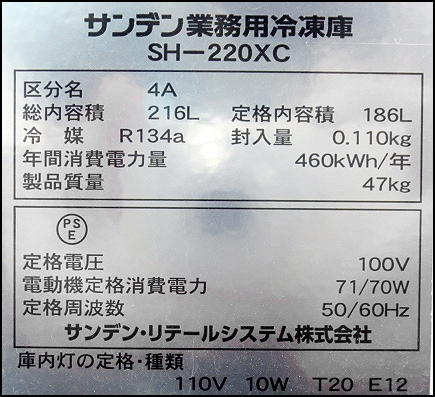 サンデン業務用冷凍庫
SH-220XC
区分名 4A
総内容積 216L 定格内容積 186L
冷媒 R134a 封入量 0.110kg
年間消費電力量 460kWh/年
製品質量 47kg
PS
E
定格電圧 100V
電動機定格消費電力 71/70W
定格周波数 50/60Hz
サンデン・リテールシステム株式会社
庫内灯の定格・種類
110V 10W T20 E12